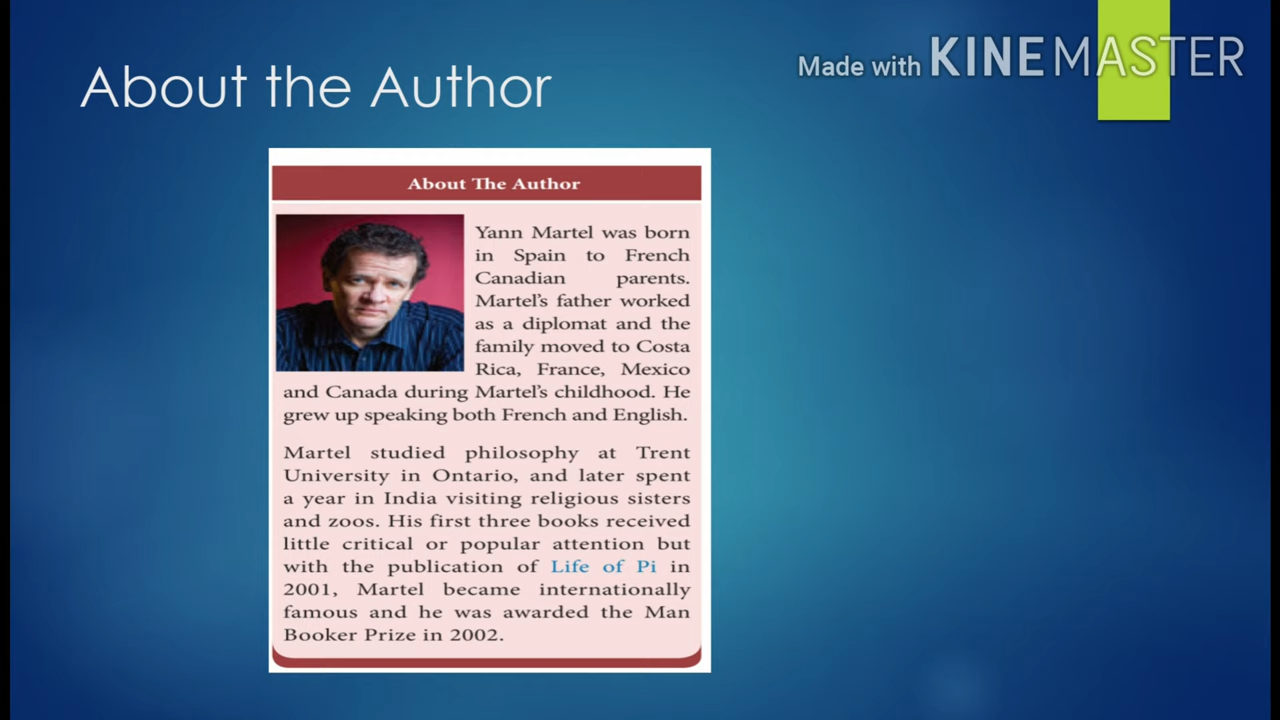 Made with KINEMASTER
About the Author
About The Author
Yann Martel was born
in Spain to French
Canadian parents.
Martel's father worked
as a diplomat and the
family moved to Costa
Rica, France, Mexico
and Canada during Martel's childhood. He
grew up speaking both French and English.
Martel studied philosophy at Trent
University in Ontario, and later spent
a year in India visiting religious sisters
and zoos. His first three books received
little critical or popular attention but
with the publication of Life of Pi in
2001, Martel became internationally
famous and he was awarded the Man
Booker Prize in 2002.